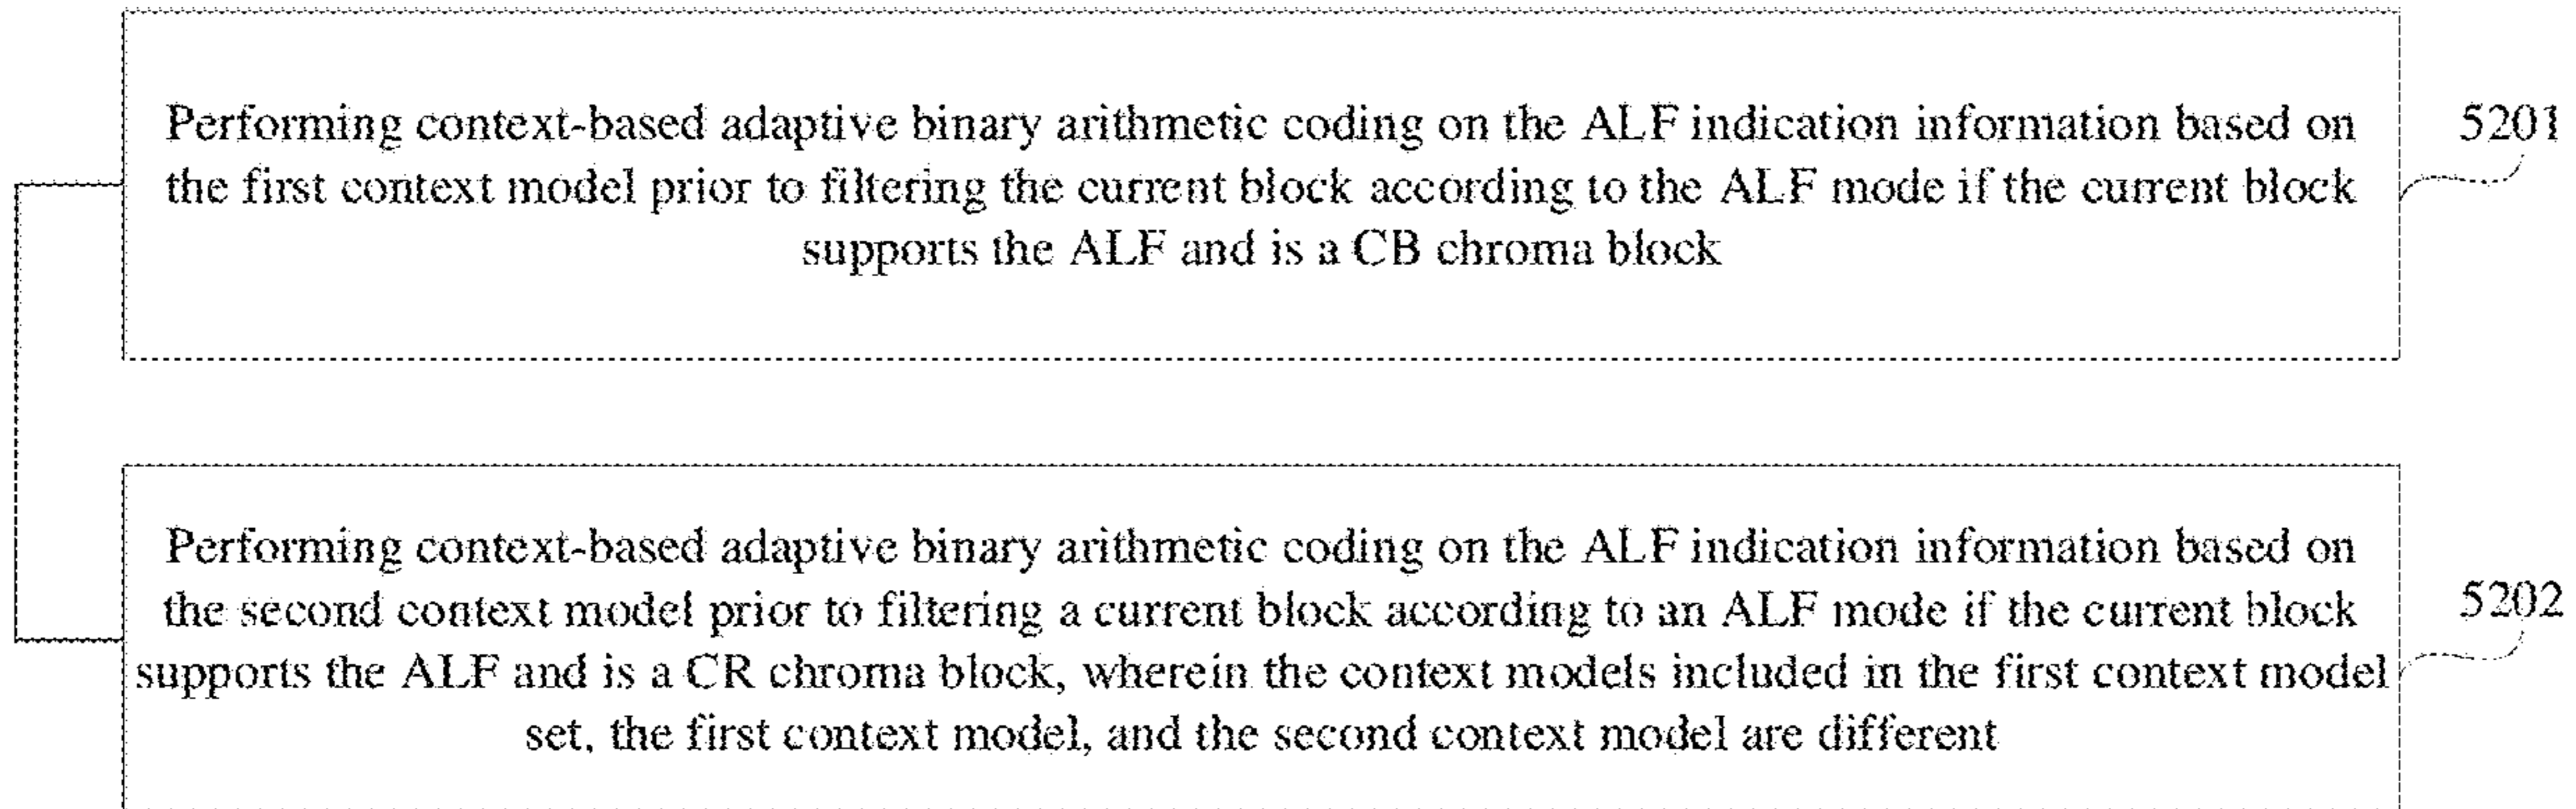 Performing context-based adaptive binary arithmetic coding on the ALF indication information based on
the first context model prior to filtering the current block according to the ALF mode if the current block
supports the ALF and is a CB chroma block
5201
Performing context-based adaptive binary arithmetic coding on the ALF indication information based on
the second context model prior to filtering a current block according to an ALF mode if the current block
supports the ALF and is a CR chroma block, wherein the context models included in the first context model
set, the first context model, and the second context model are different
5202